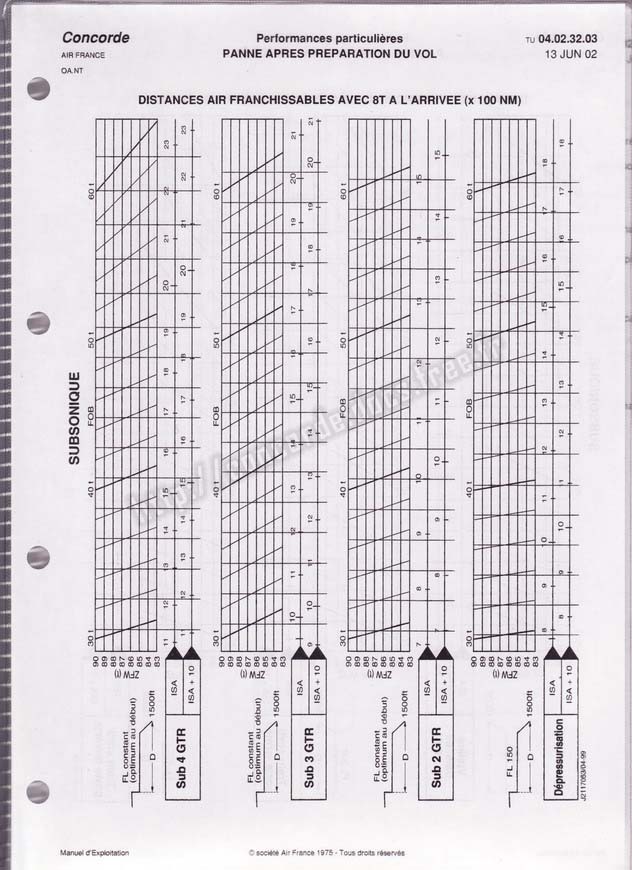 Concorde
AIR FRANCE
OA.NT
Performances particulières
PANNE APRES PREPARATION DU VOL
TU 04.02.32.03
13 JUN 02
DISTANCES AIR FRANCHISSABLES AVEC 8T A L'ARRIVEE (x 100 NM)
SUBSONIQUE
30 t 40 t FOB 50 t 60 t
90 89 88 87 86 85 84 83
ZFW (t)
ISA 11 12 13 14 15 16 17 18 19 20 21 22 23
ISA + 10 11 12 13 14 15 16 17 18 19 20 21 22 23
FL constant
(optimum au début)
1500ft
D
Sub 4 GTR
30 t 40 t FOB 50 t 60 t
90 89 88 87 86 85 84 83
ZFW (t)
ISA 10 11 12 13 14 15 16 17 18 19 20 21
ISA + 10 9 10 11 12 13 14 15 16 17 18 19 20
FL constant
(optimum au début)
1500ft
D
Sub 3 GTR
30 t 40 t FOB 50 t 60 t
90 89 88 87 86 85 84 83
ZFW (t)
ISA 7 8 9 10 11 12 13 14 15
ISA + 10 7 8 9 10 11 12 13 14 15
FL constant
(optimum au début)
1500ft
D
Sub 2 GTR
30 t 40 t FOB 50 t 60 t
90 89 88 87 86 85 84 83
ZFW (t)
ISA 8 9 10 11 12 13 14 15 16 17 18
ISA + 10 8 9 10 11 12 13 14 15 16 17 18
FL 150
1500ft
D
Dépressurisation
J2117053/04-99
Manuel d'Exploitation
© société Air France 1975 - Tous droits réservés